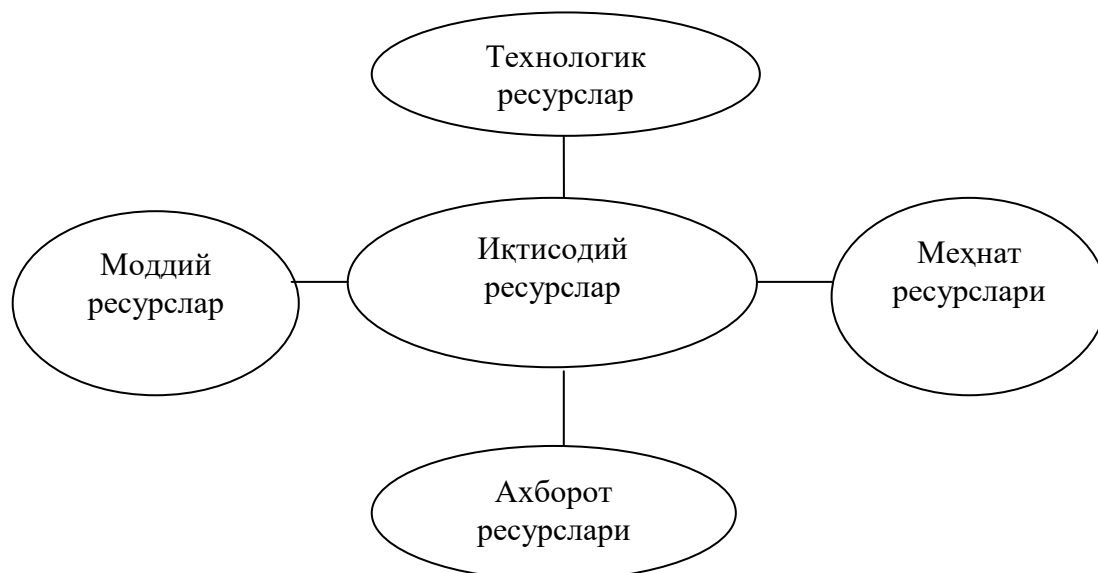 Технологик
ресурслар
Моддий
ресурслар
Иқтисодий
ресурслар
Меҳнат
ресурслари
Ахборот
ресурслари